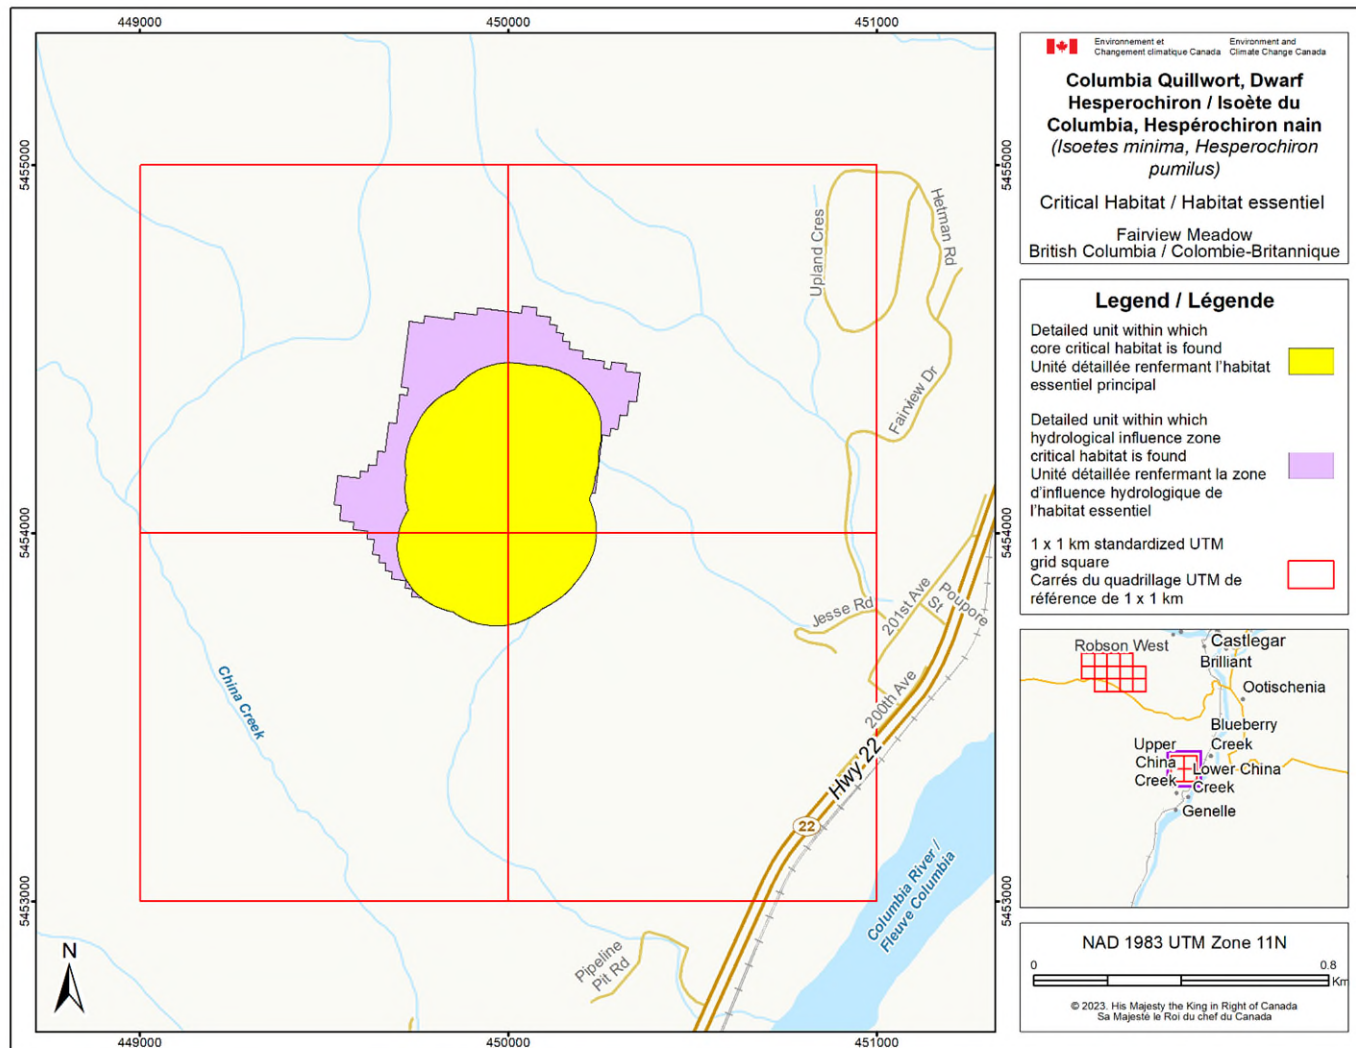 449000
450000
451000
5455000
5455000
5454000
5454000
5453000
5453000
449000
450000
451000
Upland Cres
Hetman Rd
Fairview Dr
Jesse Rd
201st Ave
Poupore
St
200th Ave
Hwy 22
22
China Creek
Columbia River /
Fleuve Columbia
Pipeline
Pit Rd
N
Environnement et
Changement climatique Canada
Environment and
Climate Change Canada
Columbia Quillwort, Dwarf
Hesperochiron / Isoète du
Columbia, Hespérochiron nain
(Isoetes minima, Hesperochiron
pumilus)
Critical Habitat / Habitat essentiel
Fairview Meadow
British Columbia / Colombie-Britannique
Legend / Légende
Detailed unit within which
core critical habitat is found
Unité détaillée renfermant l'habitat
essentiel principal
Detailed unit within which
hydrological influence zone
critical habitat is found
Unité détaillée renfermant la zone
d'influence hydrologique de
l'habitat essentiel
1 x 1 km standardized UTM
grid square
Carrés du quadrillage UTM de
référence de 1 x 1 km
Robson West
Castlegar
Brilliant
Ootischenia
Blueberry
Creek
Upper
China
Creek
Lower China
Creek
Genelle
NAD 1983 UTM Zone 11N
0
0.8
Km
© 2023. His Majesty the King in Right of Canada
Sa Majesté le Roi du chef du Canada